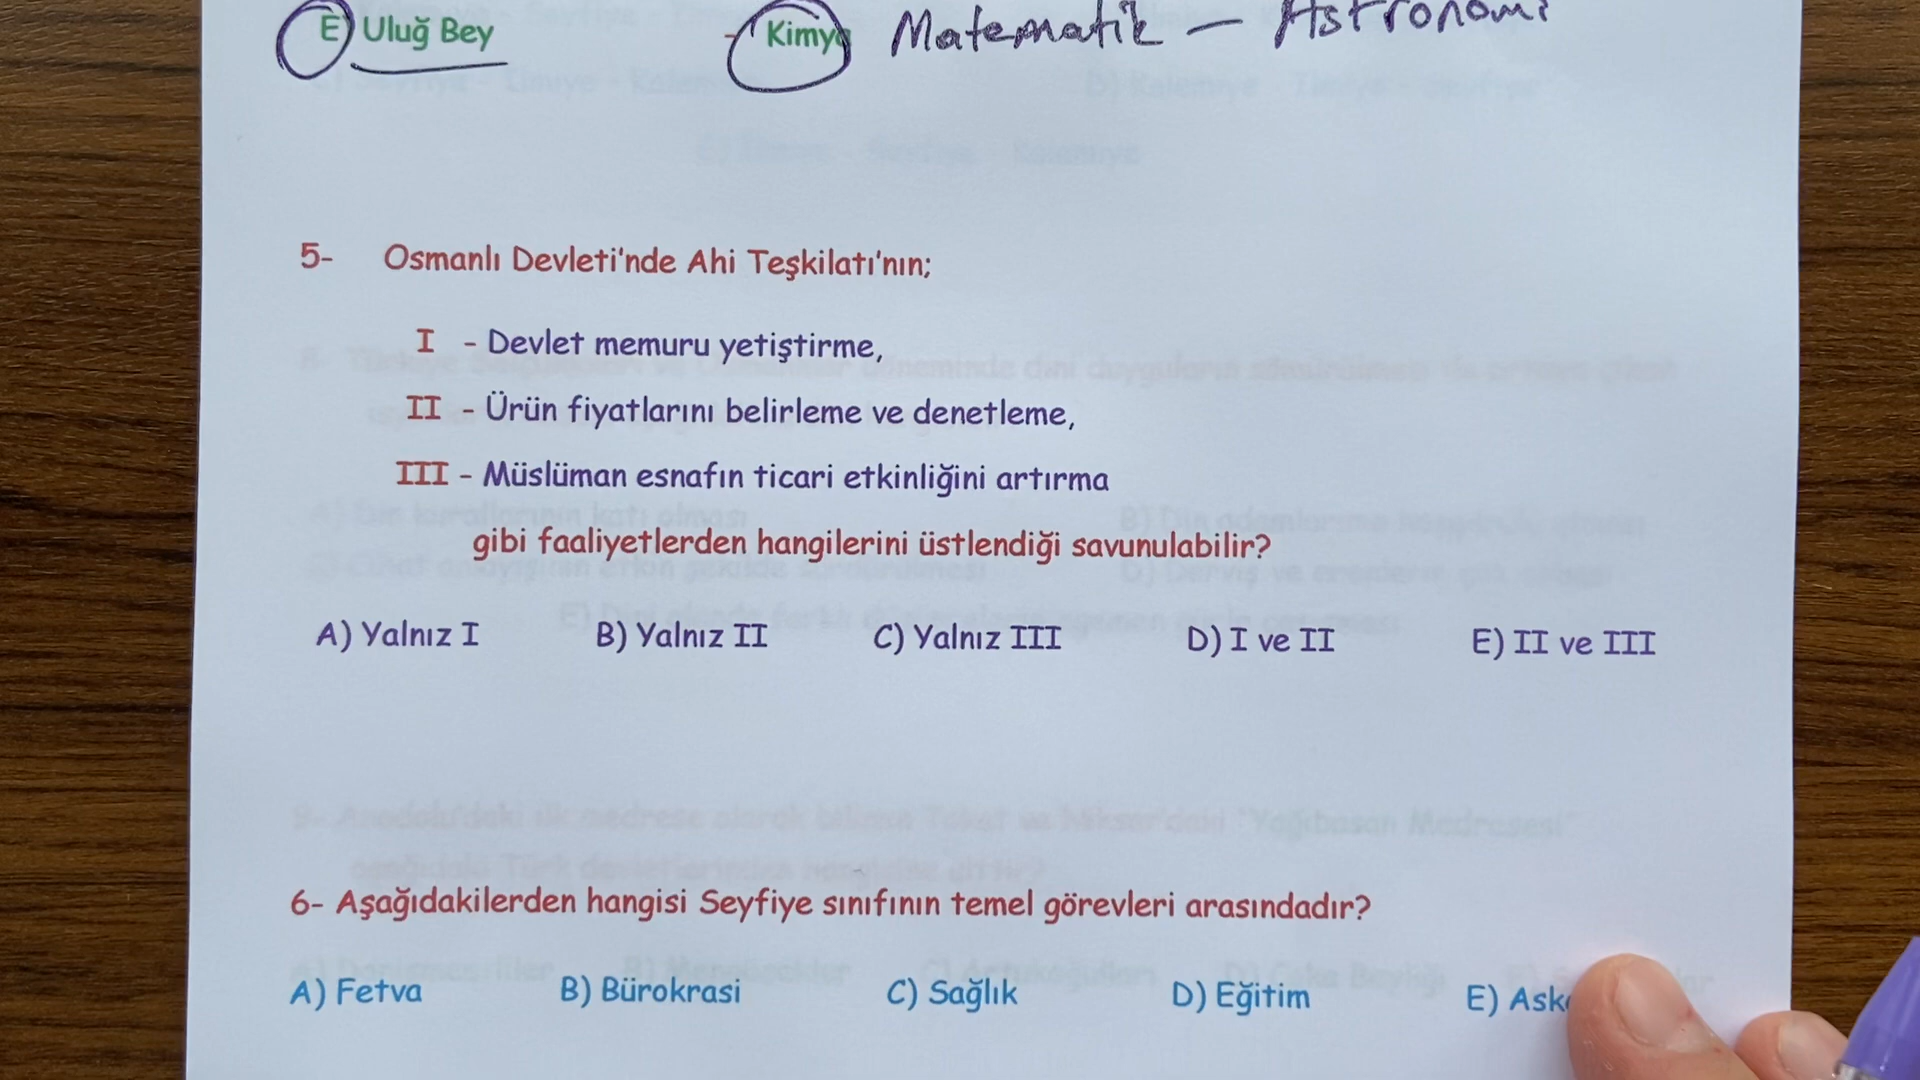 E) Uluğ Bey - Kimya Matematik - Astronomi
5- Osmanlı Devleti'nde Ahi Teşkilatı'nın;
I - Devlet memuru yetiştirme,
II - Ürün fiyatlarını belirleme ve denetleme,
III - Müslüman esnafın ticari etkinliğini artırma
gibi faaliyetlerden hangilerini üstlendiği savunulabilir?
A) Yalnız I B) Yalnız II C) Yalnız III D) I ve II E) II ve III
6- Aşağıdakilerden hangisi Seyfiye sınıfının temel görevleri arasındadır?
A) Fetva B) Bürokrasi C) Sağlık D) Eğitim E)